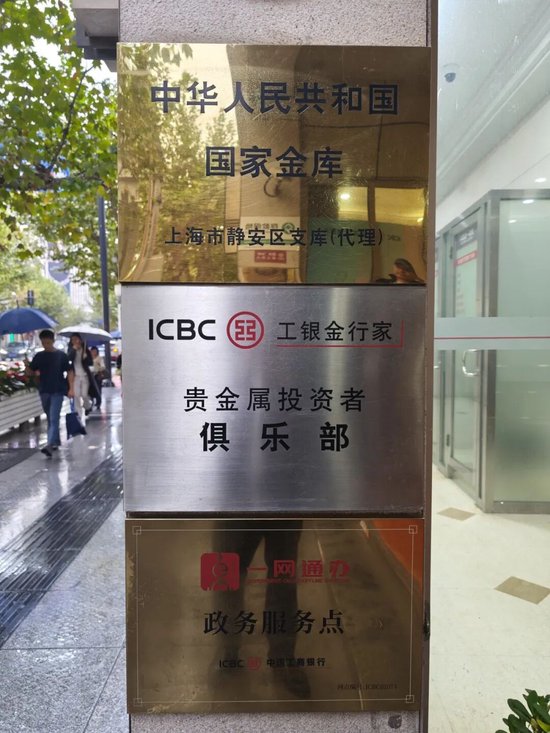 中华人民共和国
国家金库
上海市静安区支库(代理)
ICBC 工银金行家
贵金属投资者
俱乐部
一网通办
政务服务点
ICBC 中国工商银行